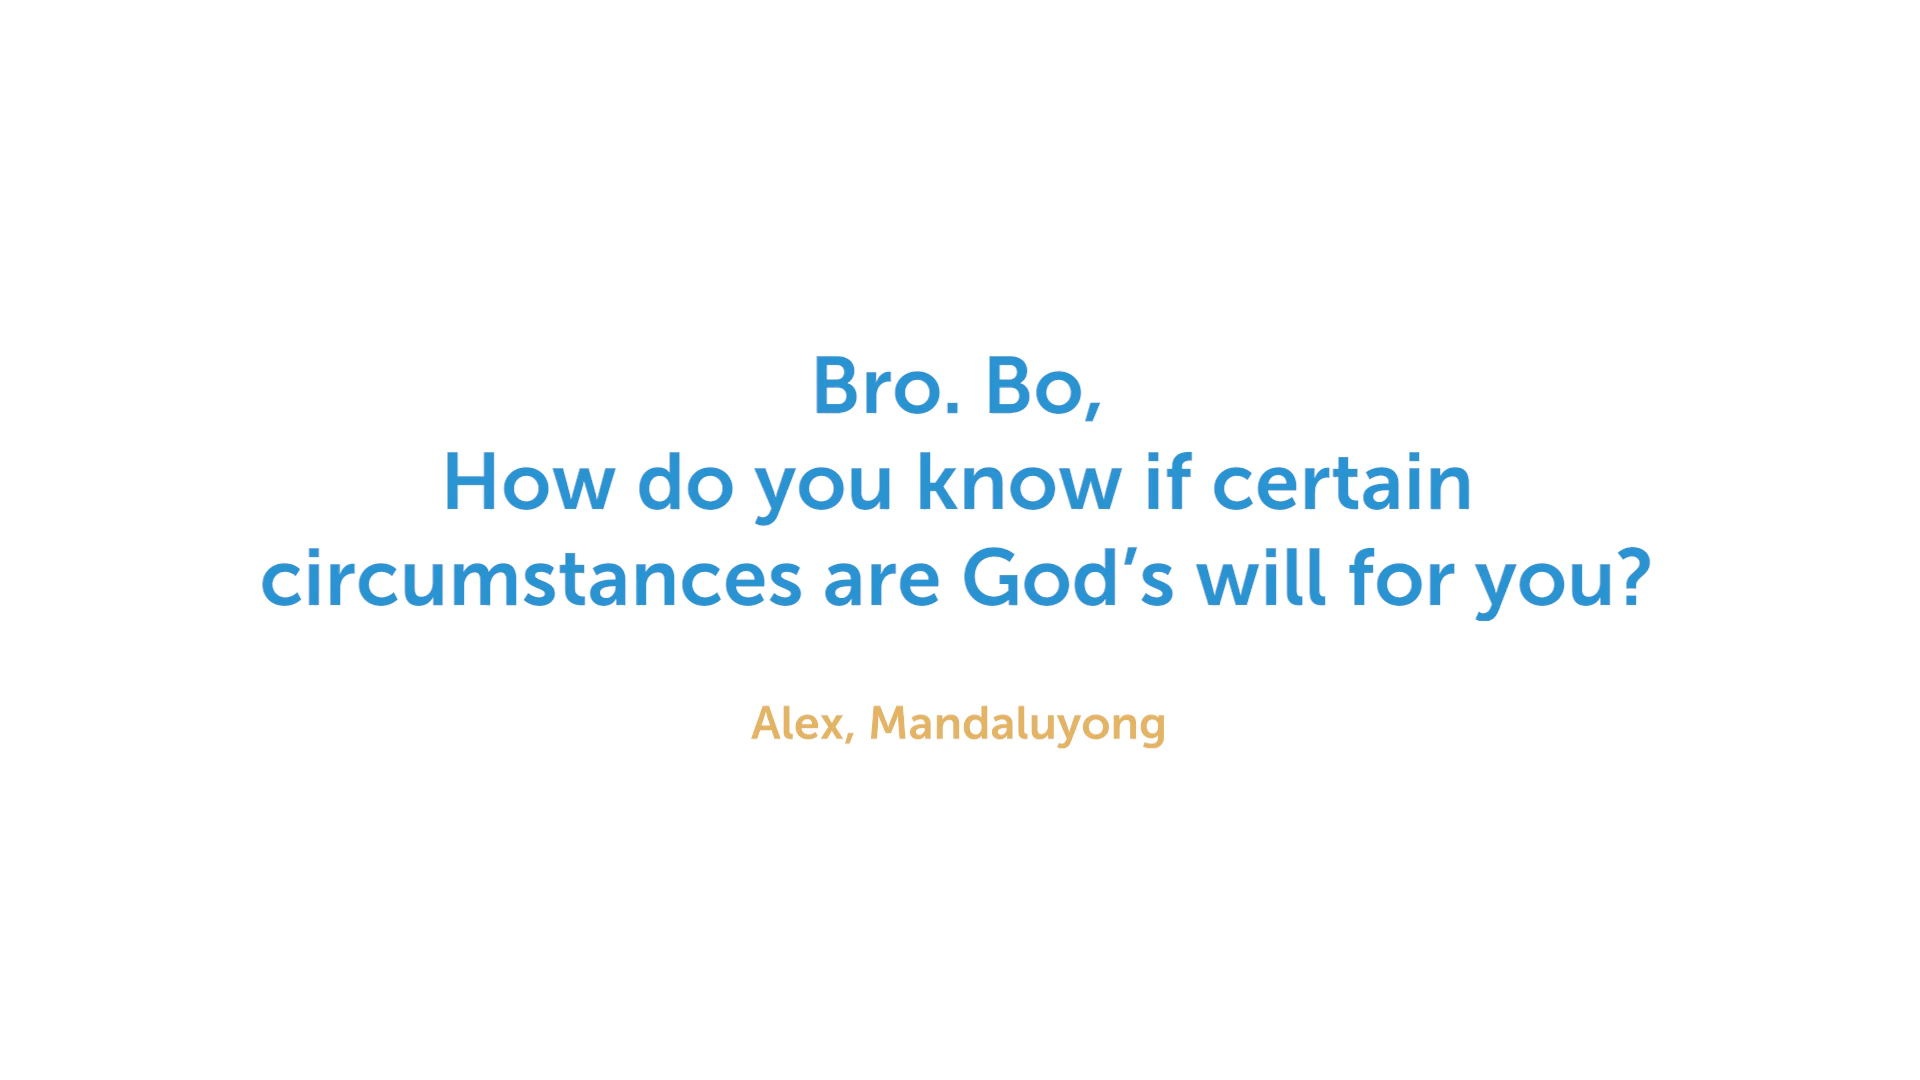 Bro. Bo,
How do you know if certain
circumstances are God’s will for you?
Alex, Mandaluyong